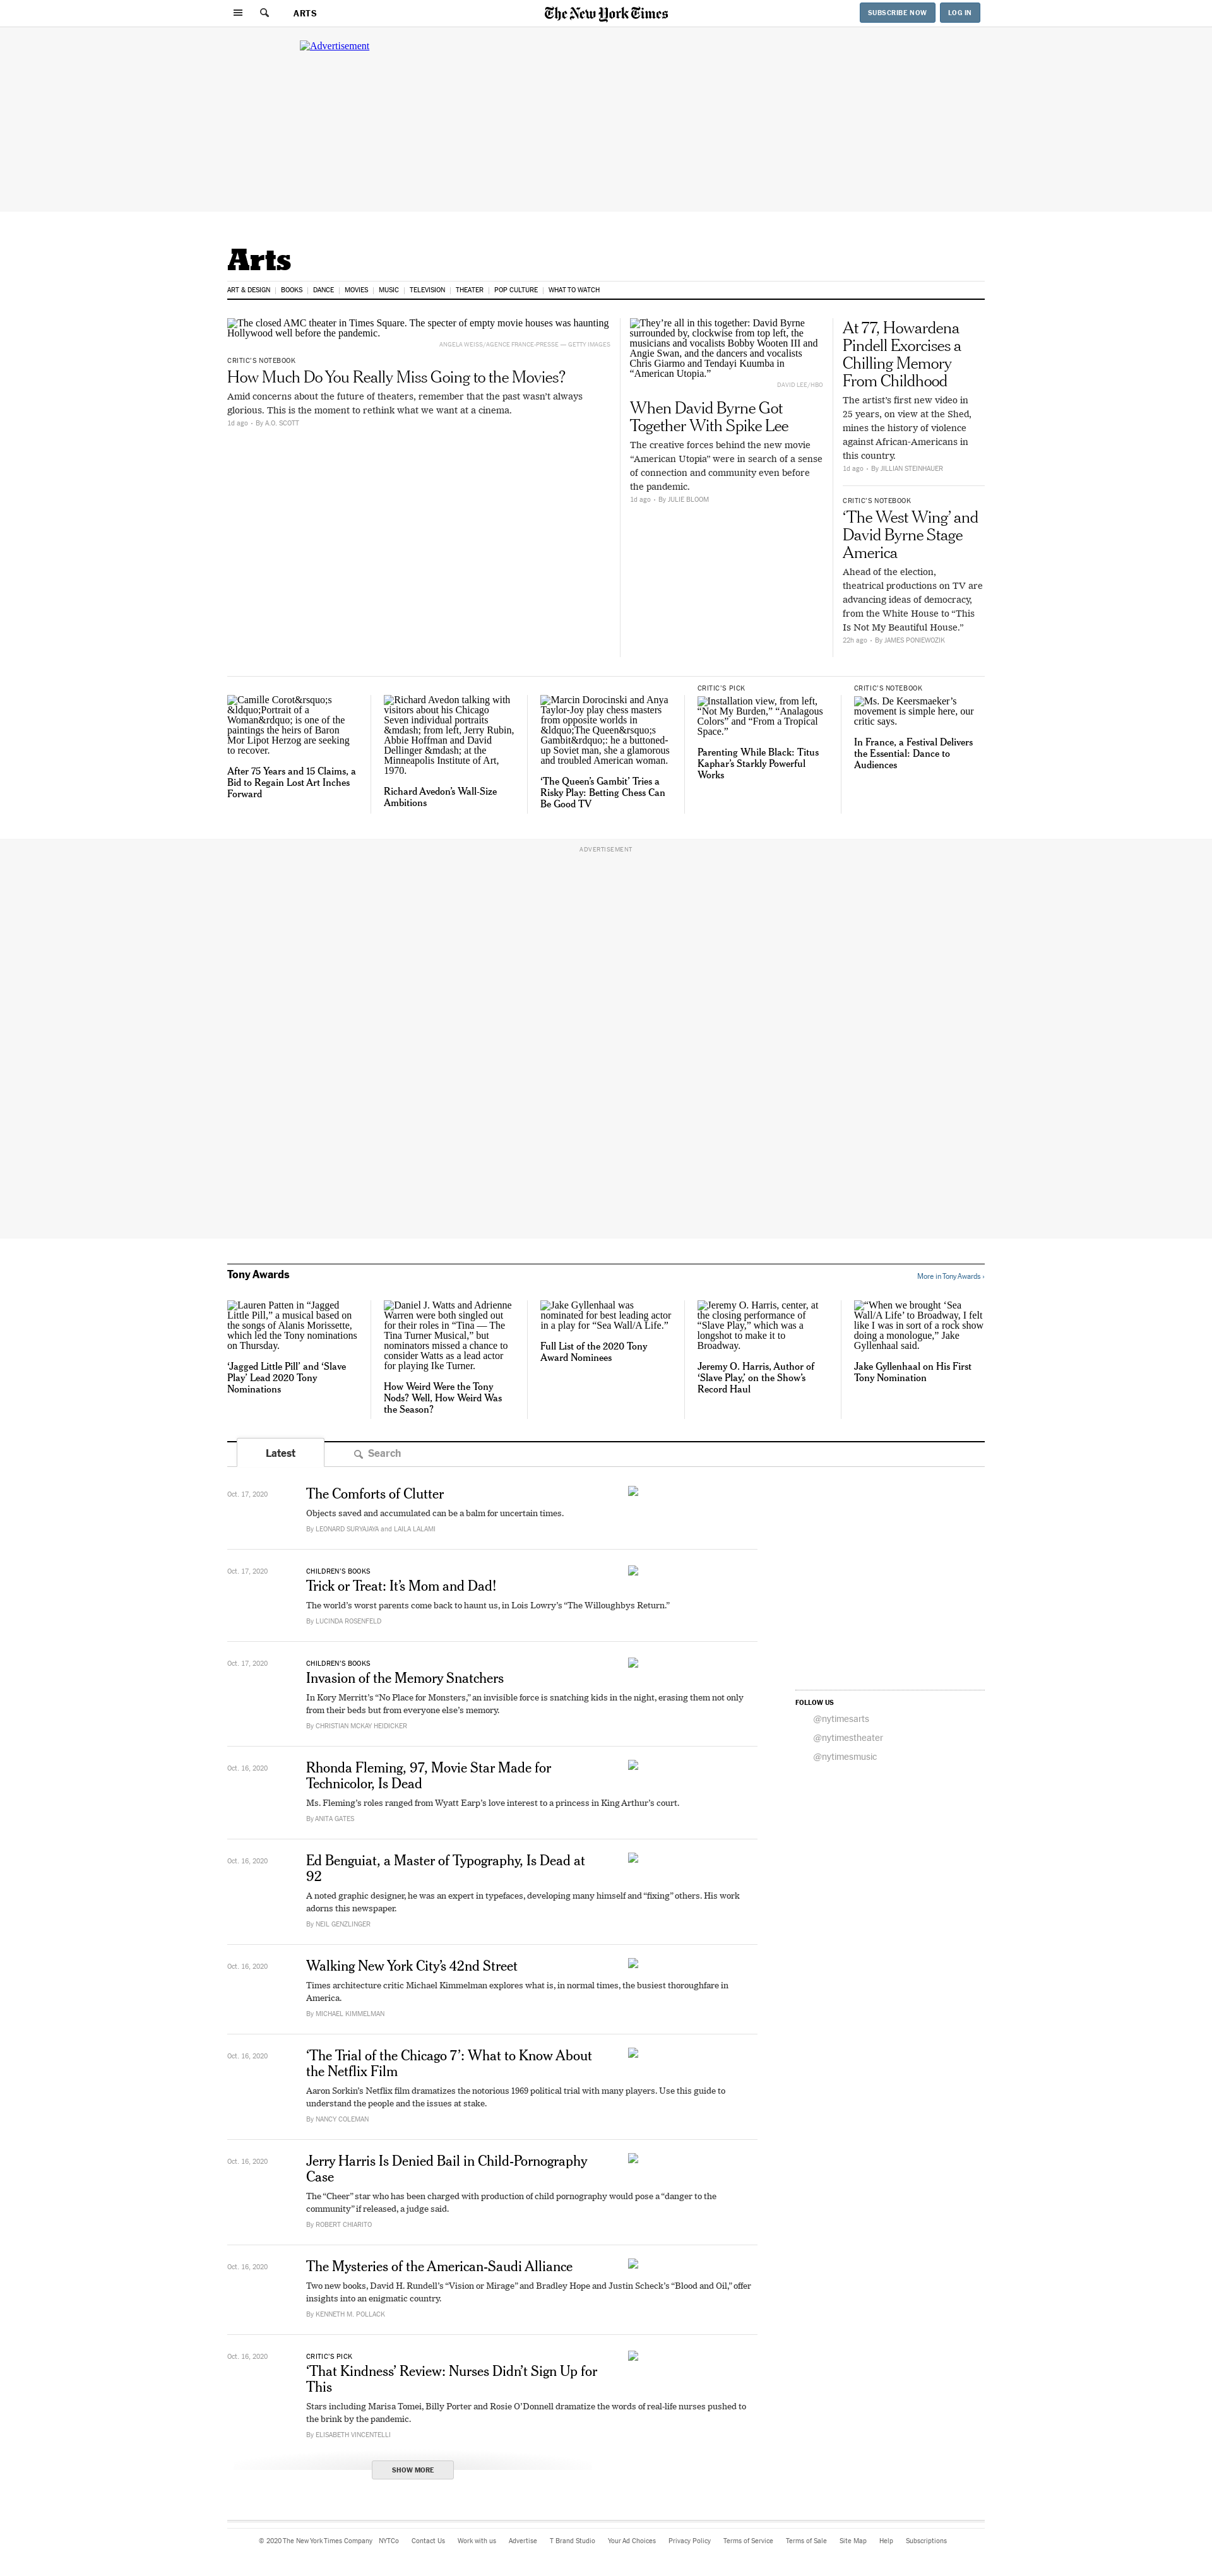 ARTS
The New York Times
SUBSCRIBE NOW
LOG IN
Advertisement
Arts
ART & DESIGN
BOOKS
DANCE
MOVIES
MUSIC
TELEVISION
THEATER
POP CULTURE
WHAT TO WATCH
The closed AMC theater in Times Square. The specter of empty movie houses was haunting
Hollywood well before the pandemic.
ANGELA WEISS/AGENCE FRANCE-PRESSE — GETTY IMAGES
CRITIC'S NOTEBOOK
How Much Do You Really Miss Going to the Movies?
Amid concerns about the future of theaters, remember that the past wasn't always
glorious. This is the moment to rethink what we want at a cinema.
1d ago • By A.O. SCOTT
They're all in this together: David Byrne
surrounded by, clockwise from top left, the
musicians and vocalists Bobby Wooten III and
Angie Swan, and the dancers and vocalists
Chris Giarmo and Tendayi Kuumba in
“American Utopia.”
DAVID LEE/HBO
When David Byrne Got
Together With Spike Lee
The creative forces behind the new movie
“American Utopia” were in search of a sense
of connection and community even before
the pandemic.
1d ago • By JULIE BLOOM
At 77, Howardena
Pindell Exorcises a
Chilling Memory
From Childhood
The artist’s first new video in
25 years, on view at the Shed,
mines the history of violence
against African-Americans in
this country.
1d ago • By JILLIAN STEINHAUER
CRITIC'S NOTEBOOK
‘The West Wing’ and
David Byrne Stage
America
Ahead of the election,
theatrical productions on TV are
advancing ideas of democracy,
from the White House to “This
Is Not My Beautiful House.”
22h ago • By JAMES PONIEWOZIK
Camille Corot&rsquo;s
&ldquo;Portrait of a
Woman&rdquo; is one of the
paintings the heirs of Baron
Mor Lipot Herzog are seeking
to recover.
After 75 Years and 15 Claims, a
Bid to Regain Lost Art Inches
Forward
Richard Avedon talking with
visitors about his Chicago
Seven individual portraits
&mdash; from left, Jerry Rubin,
Abbie Hoffman and David
Dellinger &mdash; at the
Minneapolis Institute of Art,
1970.
Richard Avedon’s Wall-Size
Ambitions
Marcin Dorocinski and Anya
Taylor-Joy play chess masters
from opposite worlds in
&ldquo;The Queen&rsquo;s
Gambit&rdquo;: he a buttoned-
up Soviet man, she a glamorous
and troubled American woman.
‘The Queen’s Gambit’ Tries a
Risky Play: Betting Chess Can
Be Good TV
CRITIC'S PICK
Installation view, from left,
“Not My Burden,” “Analagous
Colors” and “From a Tropical
Space.”
Parenting While Black: Titus
Kaphar’s Starkly Powerful
Works
CRITIC'S NOTEBOOK
Ms. De Keersmaeker’s
movement is simple here, our
critic says.
In France, a Festival Delivers
the Essential: Dance to
Audiences
ADVERTISEMENT
Tony Awards
More in Tony Awards ›
Lauren Patten in “Jagged
Little Pill,” a musical based on
the songs of Alanis Morissette,
which led the Tony nominations
on Thursday.
‘Jagged Little Pill’ and ‘Slave
Play’ Lead 2020 Tony
Nominations
Daniel J. Watts and Adrienne
Warren were both singled out
for their roles in “Tina — The
Tina Turner Musical,” but
nominators missed a chance to
consider Watts as a lead actor
for playing Ike Turner.
How Weird Were the Tony
Nods? Well, How Weird Was
the Season?
Jake Gyllenhaal was
nominated for best leading actor
in a play for “Sea Wall/A Life.”
Full List of the 2020 Tony
Award Nominees
Jeremy O. Harris, center, at
the closing performance of
“Slave Play,” which was a
longshot to make it to
Broadway.
Jeremy O. Harris, Author of
‘Slave Play,’ on the Show’s
Record Haul
“When we brought ‘Sea
Wall/A Life’ to Broadway, I felt
like I was in sort of a rock show
doing a monologue,” Jake
Gyllenhaal said.
Jake Gyllenhaal on His First
Tony Nomination
Latest
Search
Oct. 17, 2020
The Comforts of Clutter
Objects saved and accumulated can be a balm for uncertain times.
By LEONARD SURYAJAYA and LAILA LALAMI
Oct. 17, 2020
CHILDREN'S BOOKS
Trick or Treat: It’s Mom and Dad!
The world’s worst parents come back to haunt us, in Lois Lowry’s “The Willoughbys Return.”
By LUCINDA ROSENFELD
Oct. 17, 2020
CHILDREN'S BOOKS
Invasion of the Memory Snatchers
In Kory Merritt’s “No Place for Monsters,” an invisible force is snatching kids in the night, erasing them not only
from their beds but from everyone else’s memory.
By CHRISTIAN MCKAY HEIDICKER
FOLLOW US
@nytimesarts
@nytimestheater
@nytimesmusic
Oct. 16, 2020
Rhonda Fleming, 97, Movie Star Made for
Technicolor, Is Dead
Ms. Fleming’s roles ranged from Wyatt Earp’s love interest to a princess in King Arthur’s court.
By ANITA GATES
Oct. 16, 2020
Ed Benguiat, a Master of Typography, Is Dead at
92
A noted graphic designer, he was an expert in typefaces, developing many himself and “fixing” others. His work
adorns this newspaper.
By NEIL GENZLINGER
Oct. 16, 2020
Walking New York City’s 42nd Street
Times architecture critic Michael Kimmelman explores what is, in normal times, the busiest thoroughfare in
America.
By MICHAEL KIMMELMAN
Oct. 16, 2020
‘The Trial of the Chicago 7’: What to Know About
the Netflix Film
Aaron Sorkin’s Netflix film dramatizes the notorious 1969 political trial with many players. Use this guide to
understand the people and the issues at stake.
By NANCY COLEMAN
Oct. 16, 2020
Jerry Harris Is Denied Bail in Child-Pornography
Case
The “Cheer” star who has been charged with production of child pornography would pose a “danger to the
community” if released, a judge said.
By ROBERT CHIARITO
Oct. 16, 2020
The Mysteries of the American-Saudi Alliance
Two new books, David H. Rundell’s “Vision or Mirage” and Bradley Hope and Justin Scheck’s “Blood and Oil,” offer
insights into an enigmatic country.
By KENNETH M. POLLACK
Oct. 16, 2020
CRITIC'S PICK
‘That Kindness’ Review: Nurses Didn’t Sign Up for
This
Stars including Marisa Tomei, Billy Porter and Rosie O’Donnell dramatize the words of real-life nurses pushed to
the brink by the pandemic.
By ELISABETH VINCENTELLI
SHOW MORE
© 2020 The New York Times Company
NYTCo
Contact Us
Work with us
Advertise
T Brand Studio
Your Ad Choices
Privacy Policy
Terms of Service
Terms of Sale
Site Map
Help
Subscriptions